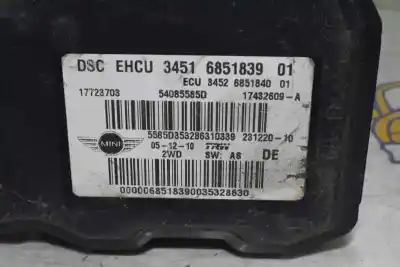 DSC EHCU 3451 6851839 01
ECU 3452 6851840 01
17723703 54085585D 17432609-A
5585D353286310339 231220-10
MINI 05-12-10 TRW DE
2WD SW: A6
0000068518390035328630